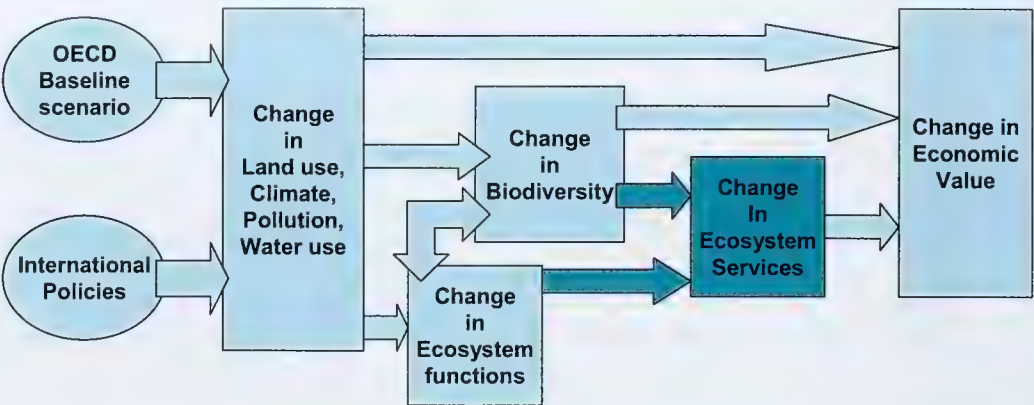 OECD
Baseline
scenario
International
Policies
Change
in
Land use,
Climate,
Pollution,
Water use
Change
in
Biodiversity
Change
in
Ecosystem
functions
Change
In
Ecosystem
Services
Change in
Economic
Value